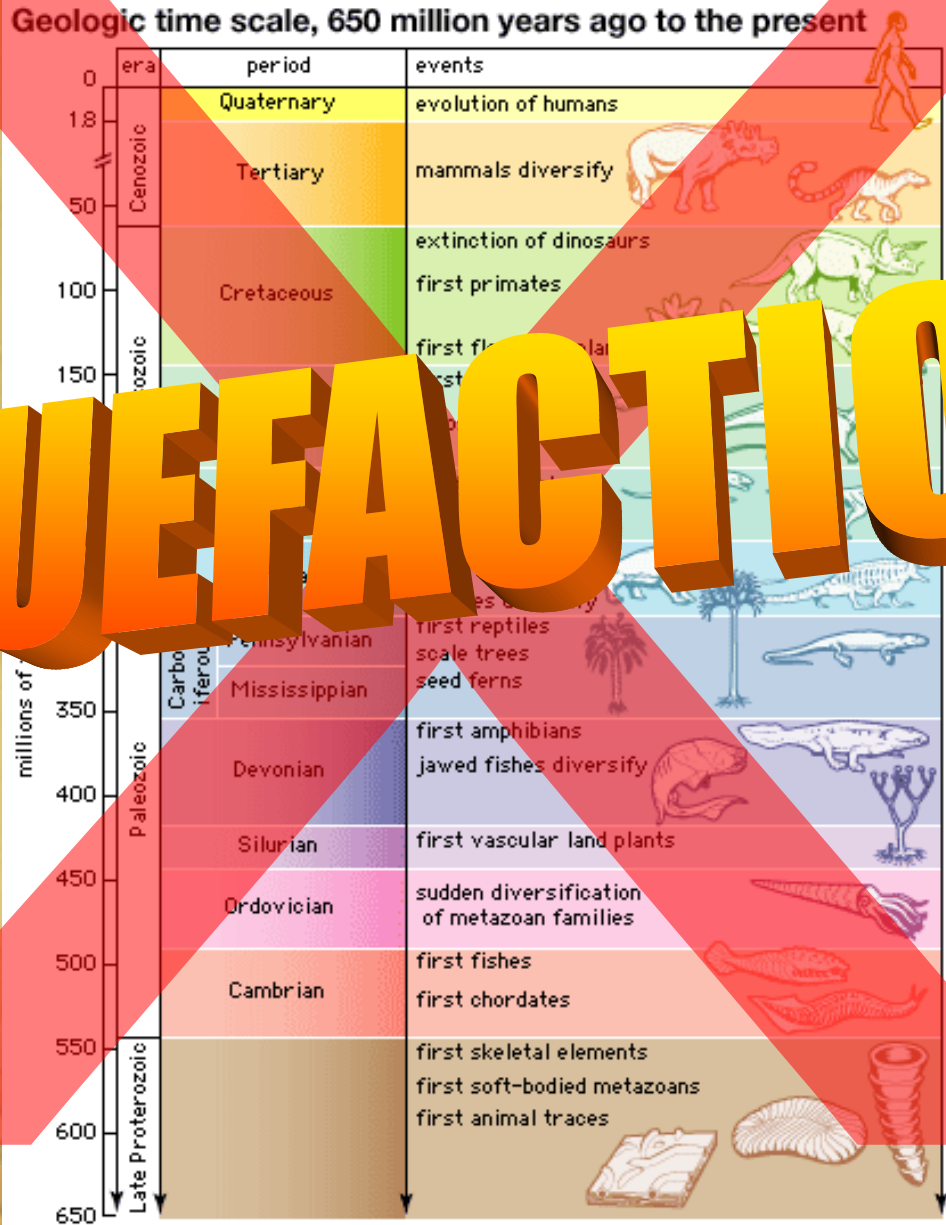 Geologic time scale, 650 million years ago to the present
era period events
0
Quaternary evolution of humans
1.8
Cenozoic
Tertiary mammals diversify
50
extinction of dinosaurs
100 Cretaceous first primates
first
150
UEFACTIO
Pennsylvanian first reptiles
scale trees
Mississippian seed ferns
millions of
350
first amphibians
Paleozoic
Devonian jawed fishes diversify
400
Silurian first vascular land plants
450
Ordovician sudden diversification
of metazoan families
500 first fishes
Cambrian first chordates
550 first skeletal elements
first soft-bodied metazoans
Late Proterozoic
600 first animal traces
650